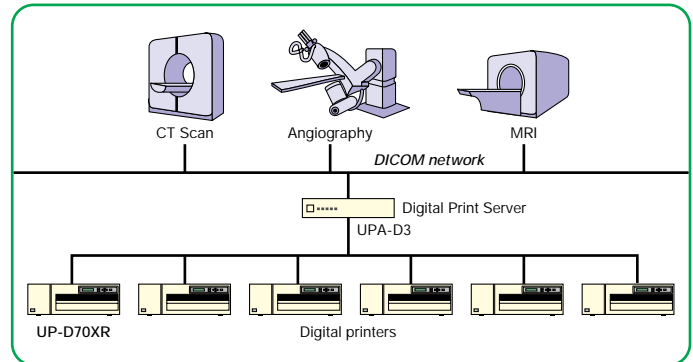 CT Scan
Angiography
MRI
DICOM network
Digital Print Server
UPA-D3
UP-D70XR
Digital printers